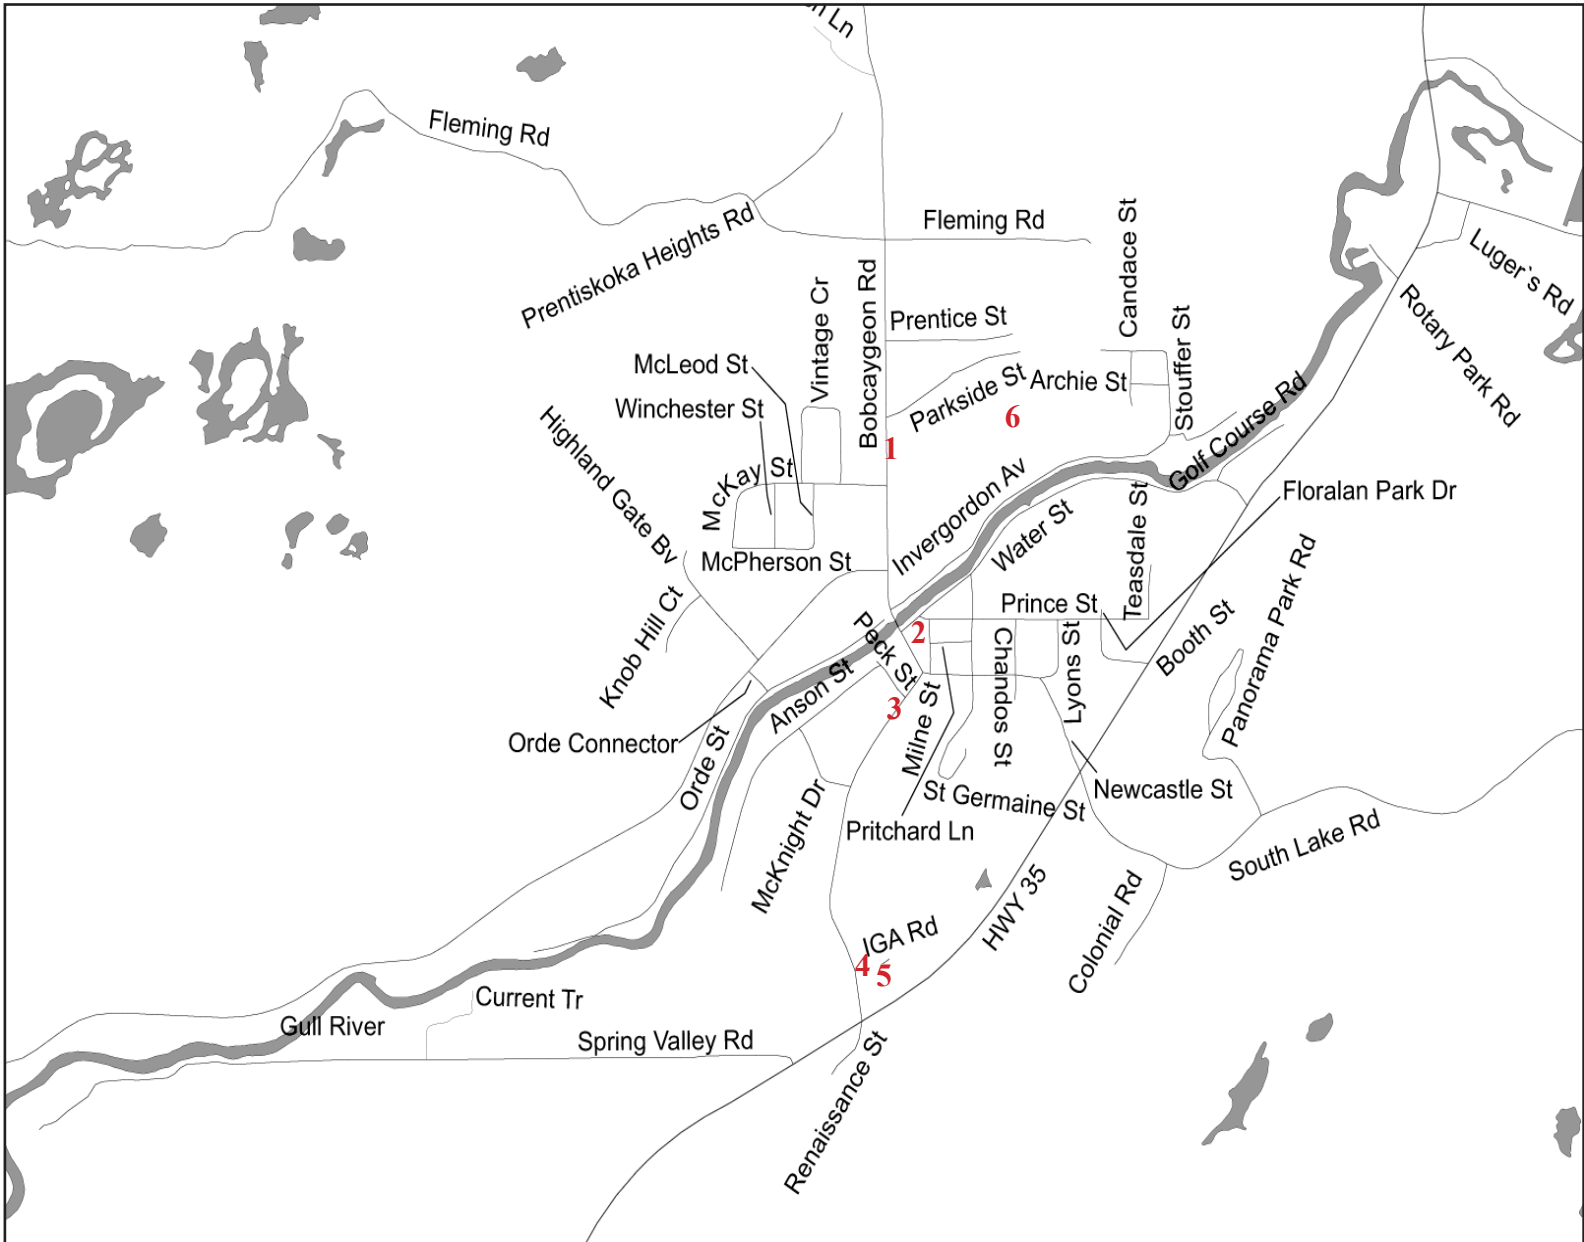 Ln
Fleming Rd
Fleming Rd
Candace St
Prentiskoka Heights Rd
Luger`s Rd
Vintage Cr
Bobcaygeon Rd
Prentice St
Stouffer St
Rotary Park Rd
McLeod St
Parkside St
Archie St
Winchester St
6
1
Highland Gate Bv
McKay St
Golf Course Rd
Invergordon Av
Floralan Park Dr
Water St
Teasdale St
McPherson St
Panorama Park Rd
Knob Hill Ct
Prince St
Peck St
2
Chandos St
Lyons St
Booth St
Anson St
3
Milne St
Orde Connector
Orde St
St Germaine St
Newcastle St
Pritchard Ln
McKnight Dr
South Lake Rd
HWY 35
Colonial Rd
IGA Rd
4
5
Current Tr
Gull River
Spring Valley Rd
Renaissance St